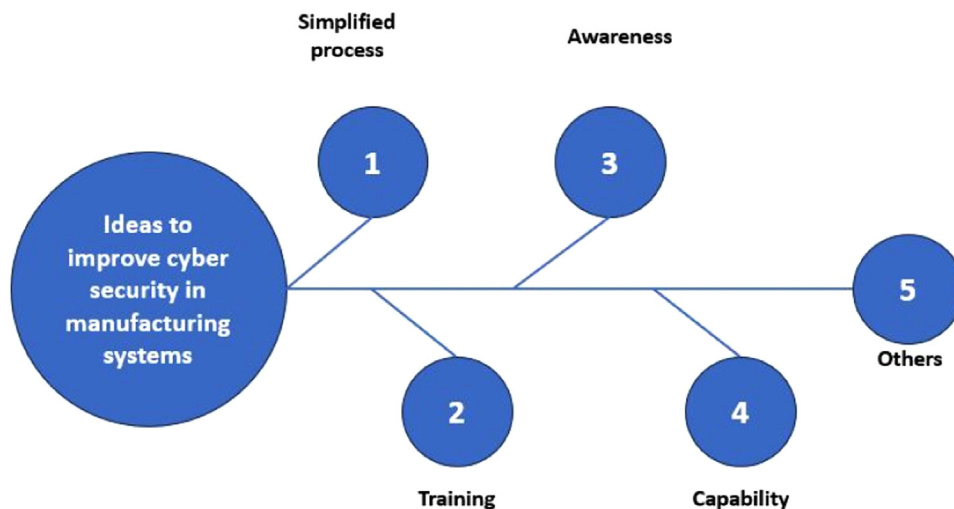 Simplified
process
Awareness
1
3
Ideas to
improve cyber
security in
manufacturing
systems
5
Others
2
4
Training
Capability